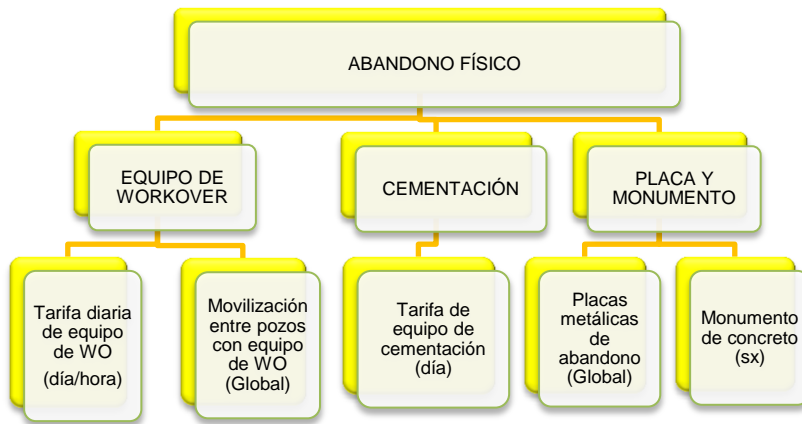 ABANDONO FÍSICO
EQUIPO DE
WORKOVER
CEMENTACIÓN
PLACA Y
MONUMENTO
Tarifa diaria
de equipo
de WO
(día/hora)
Movilización
entre pozos
con equipo
de WO
(Global)
Tarifa de
equipo de
cementación
(día)
Placas
metálicas
de
abandono
(Global)
Monumento
de concreto
(sx)